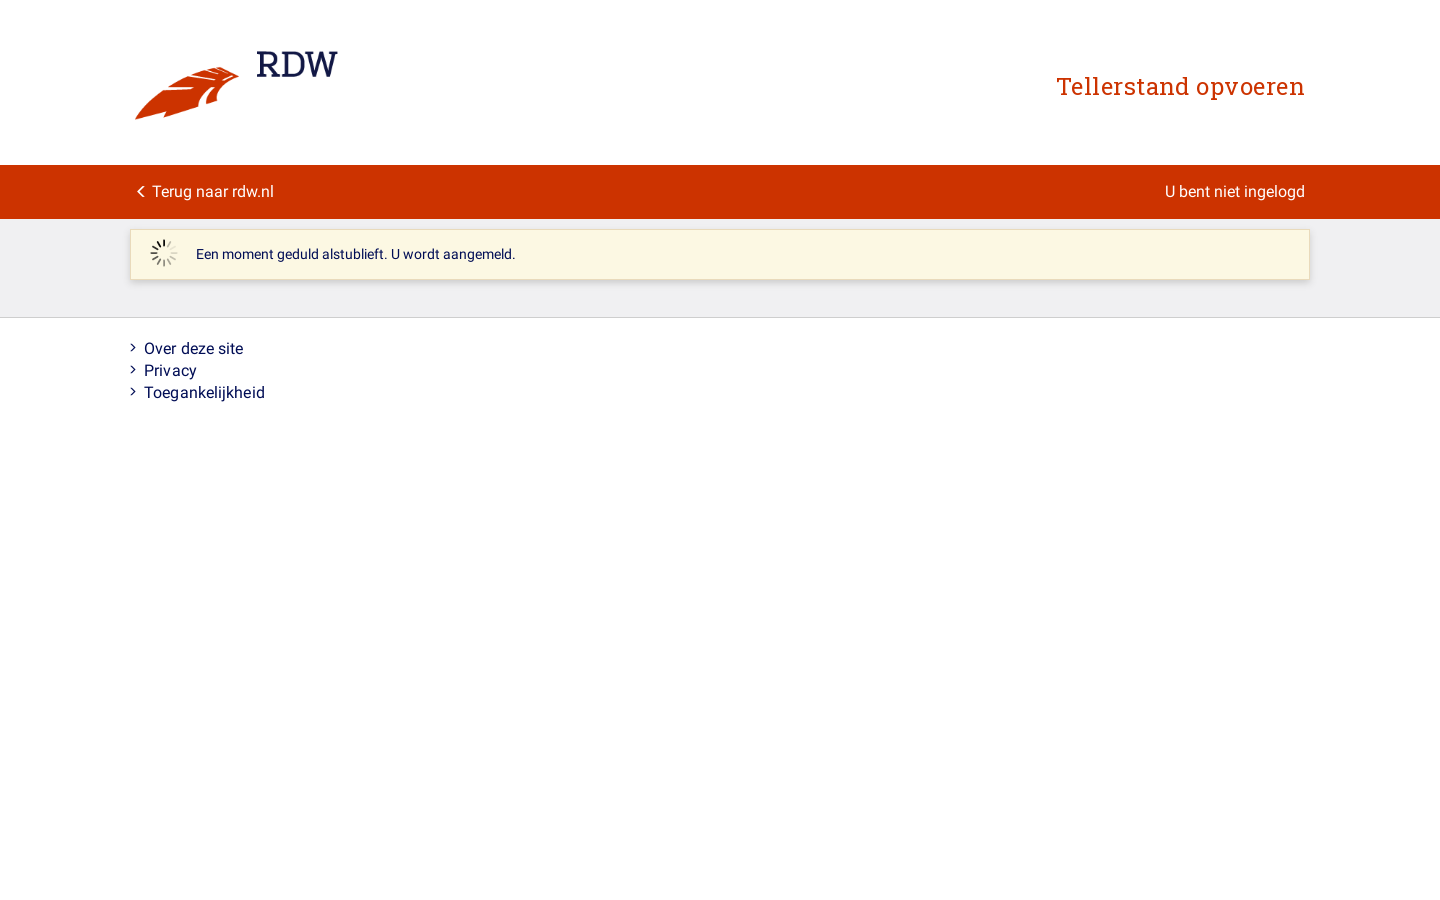 RDW
Tellerstand opvoeren
Terug naar rdw.nl
U bent niet ingelogd
Een moment geduld alstublieft. U wordt aangemeld.
Over deze site
Privacy
Toegankelijkheid